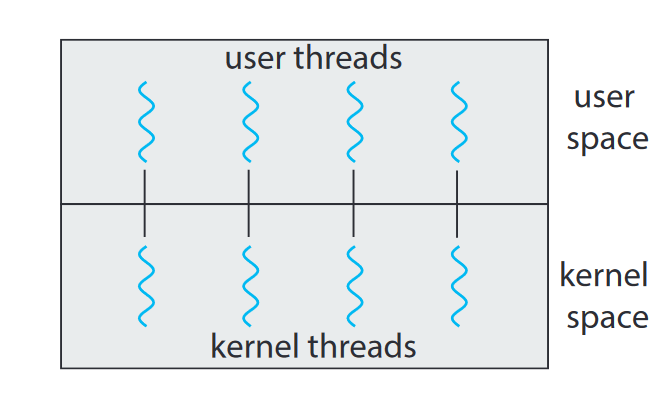 user threads
user
space
kernel
space
kernel threads